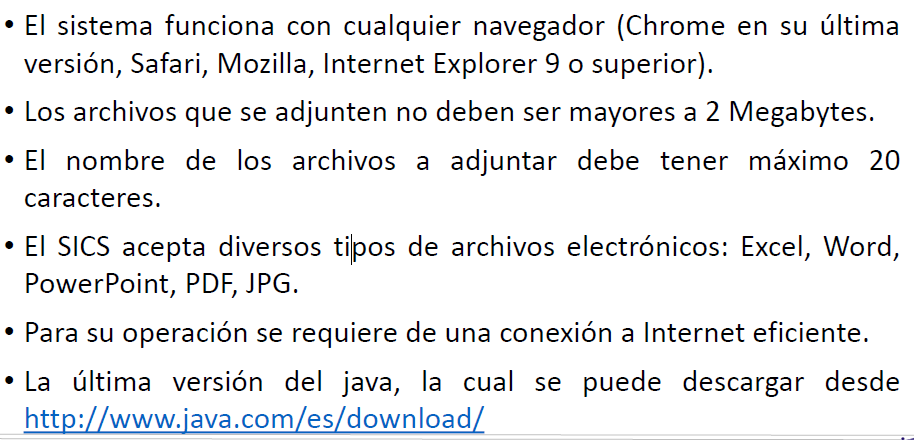 • El sistema funciona con cualquier navegador (Chrome en su última
versión, Safari, Mozilla, Internet Explorer 9 o superior).
• Los archivos que se adjunten no deben ser mayores a 2 Megabytes.
• El nombre de los archivos a adjuntar debe tener máximo 20
caracteres.
• El SICS acepta diversos tipos de archivos electrónicos: Excel, Word,
PowerPoint, PDF, JPG.
• Para su operación se requiere de una conexión a Internet eficiente.
• La última versión del java, la cual se puede descargar desde
http://www.java.com/es/download/